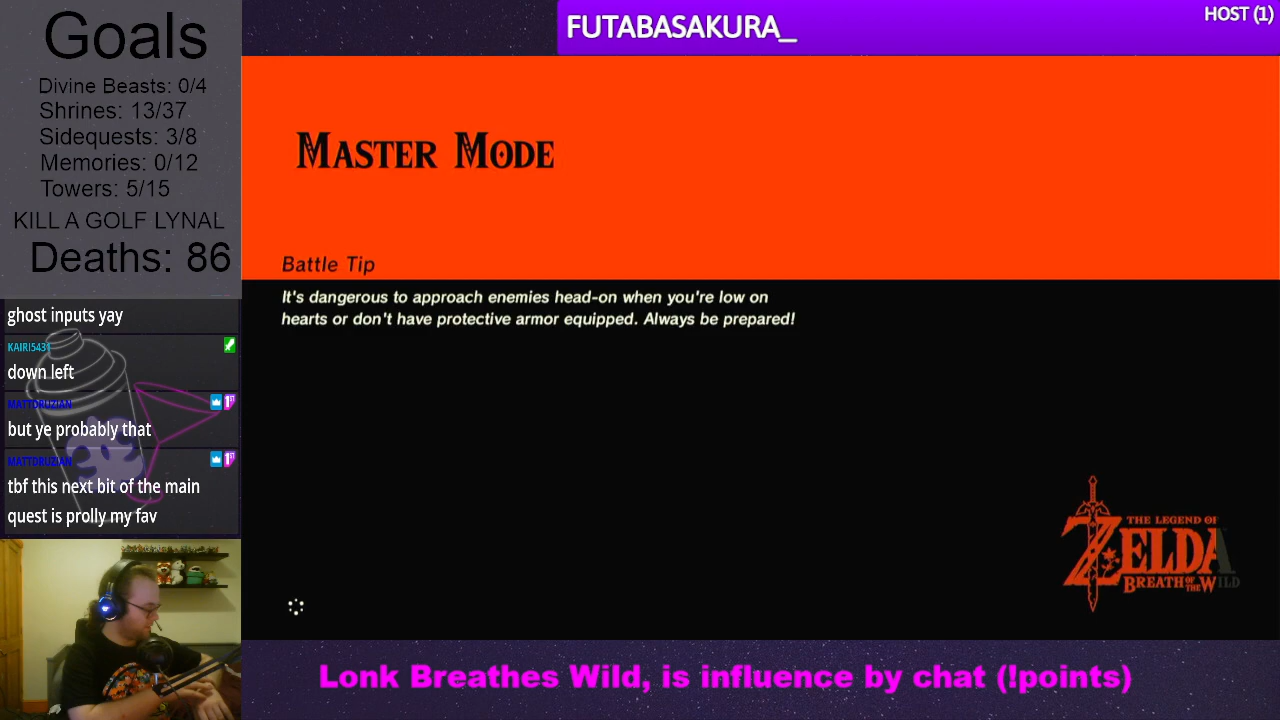 Goals
Divine Beasts: 0/4
Shrines: 13/37
Sidequests: 3/8
Memories: 0/12
Towers: 5/15
KILL A GOLF LYNAL
Deaths: 86
ghost inputs yay
KAIRI5431
down left
MATTDRUZIAN
but ye probably that
MATTDRUZIAN
tbf this next bit of the main
quest is prolly my fav
FUTABASAKURA_
HOST (1)
MASTER MODE
Battle Tip
It's dangerous to approach enemies head-on when you're low on
hearts or don't have protective armor equipped. Always be prepared!
THE LEGEND OF
ZELDA
BREATH OF THE WILD
Lonk Breathes Wild, is influence by chat (!points)